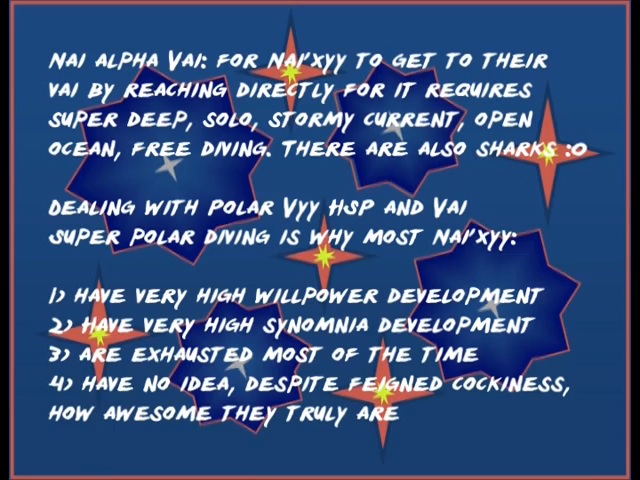 NAI ALPHA VAI: FOR NAI'XYY TO GET TO THEIR
VAI BY REACHING DIRECTLY FOR IT REQUIRES
SUPER DEEP, SOLO, STORMY CURRENT, OPEN
OCEAN, FREE DIVING. THERE ARE ALSO SHARKS :O
DEALING WITH POLAR VYY HSP AND VAI
SUPER POLAR DIVING IS WHY MOST NAI'XYY:
1) HAVE VERY HIGH WILLPOWER DEVELOPMENT
2) HAVE VERY HIGH SYNOMNIA DEVELOPMENT
3) ARE EXHAUSTED MOST OF THE TIME
4) HAVE NO IDEA, DESPITE FEIGNED COCKINESS,
HOW AWESOME THEY TRULY ARE